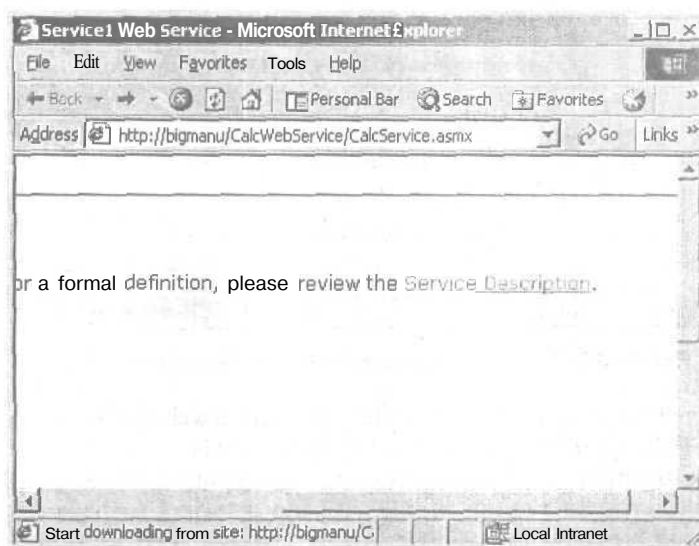 Service1 Web Service - Microsoft Internet Explorer
File Edit View Favorites Tools Help
Back Personal Bar Search Favorites »
Address http://bigmanu/CalcWebService/CalcService.asmx Go Links »
or a formal definition, please review the Service Description.
Start downloading from site: http://bigmanu/C Local Intranet